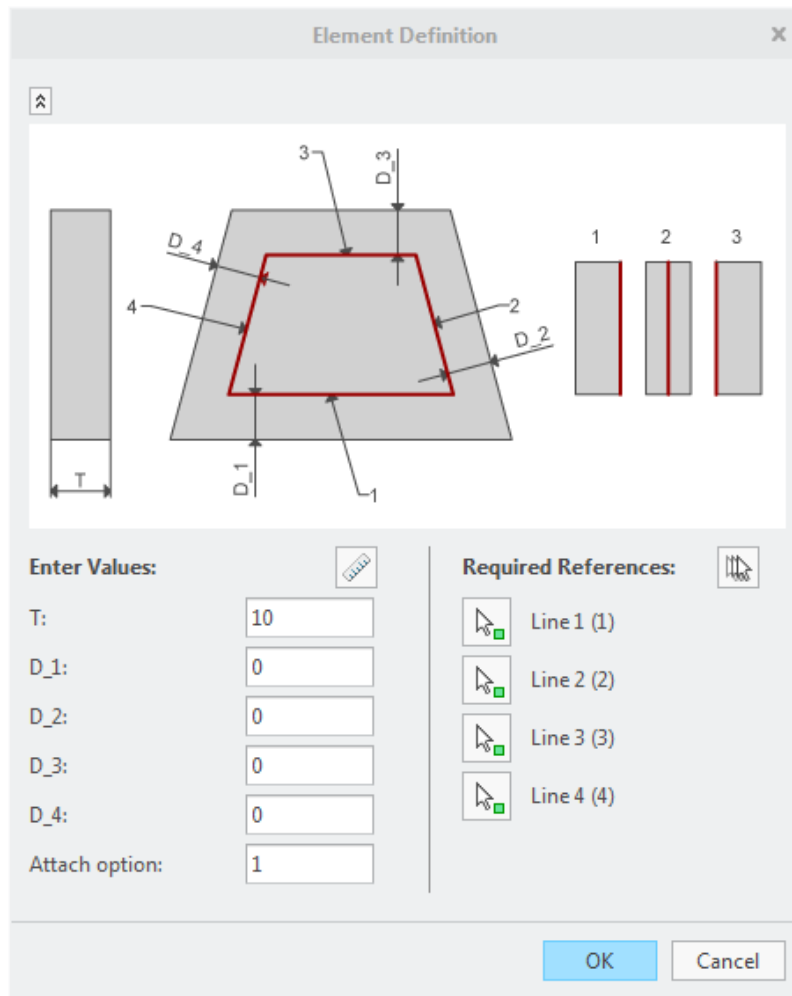 Element Definition x
3
D_3
D_4
1 2 3
4
2
D_2
T
D_1
1
Enter Values: Required References:
T: 10 Line 1 (1)
D_1: 0 Line 2 (2)
D_2: 0 Line 3 (3)
D_3: 0 Line 4 (4)
D_4: 0
Attach option: 1
OK Cancel